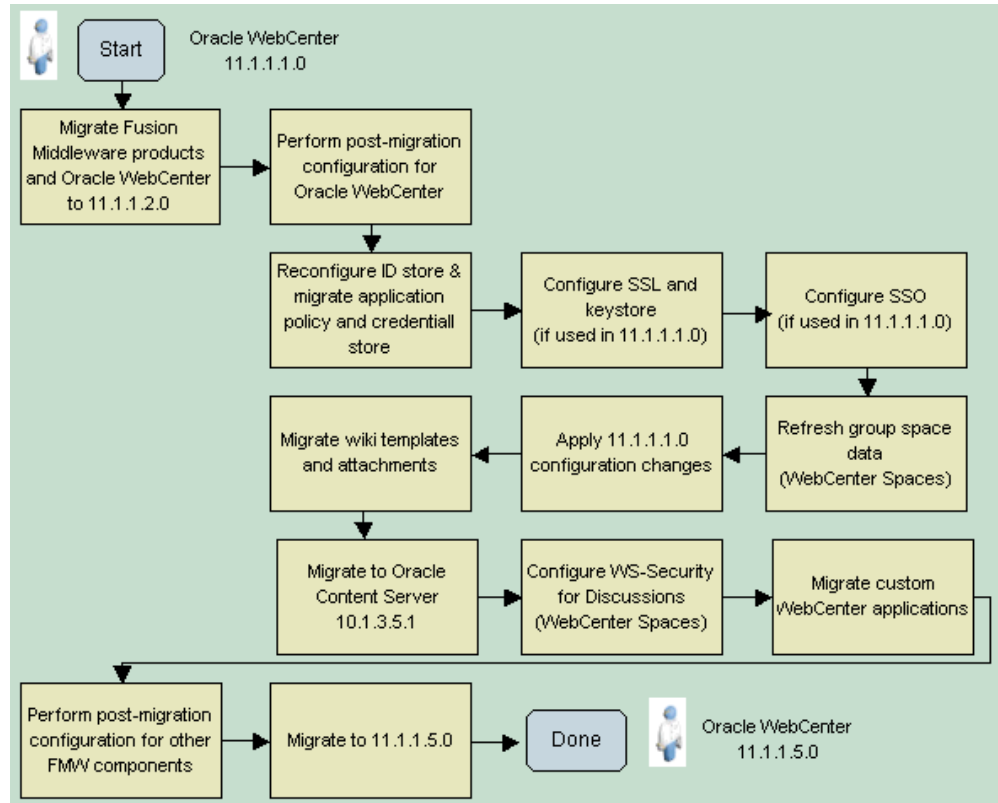 Start
Oracle WebCenter
11.1.1.1.0
Migrate Fusion
Middleware products
and Oracle WebCenter
to 11.1.1.2.0
Perform post-migration
configuration for
Oracle WebCenter
Reconfigure ID store &
migrate application
policy and credentiall
store
Configure SSL and
keystore
(if used in 11.1.1.1.0)
Configure SSO
(if used in 11.1.1.1.0)
Refresh group space
data
(WebCenter Spaces)
Apply 11.1.1.1.0
configuration changes
Migrate wiki templates
and attachments
Migrate to Oracle
Content Server
10.1.3.5.1
Configure WS-Security
for Discussions
(WebCenter Spaces)
Migrate custom
WebCenter applications
Perform post-migration
configuration for other
FMW components
Migrate to 11.1.1.5.0
Done
Oracle WebCenter
11.1.1.5.0